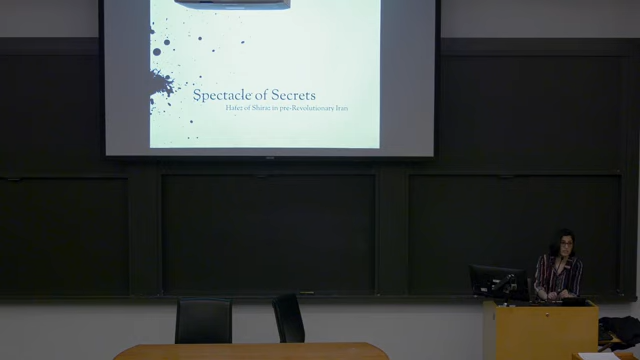 Spectacle of Secrets
Hafez of Shiraz in pre-Revolutionary Iran